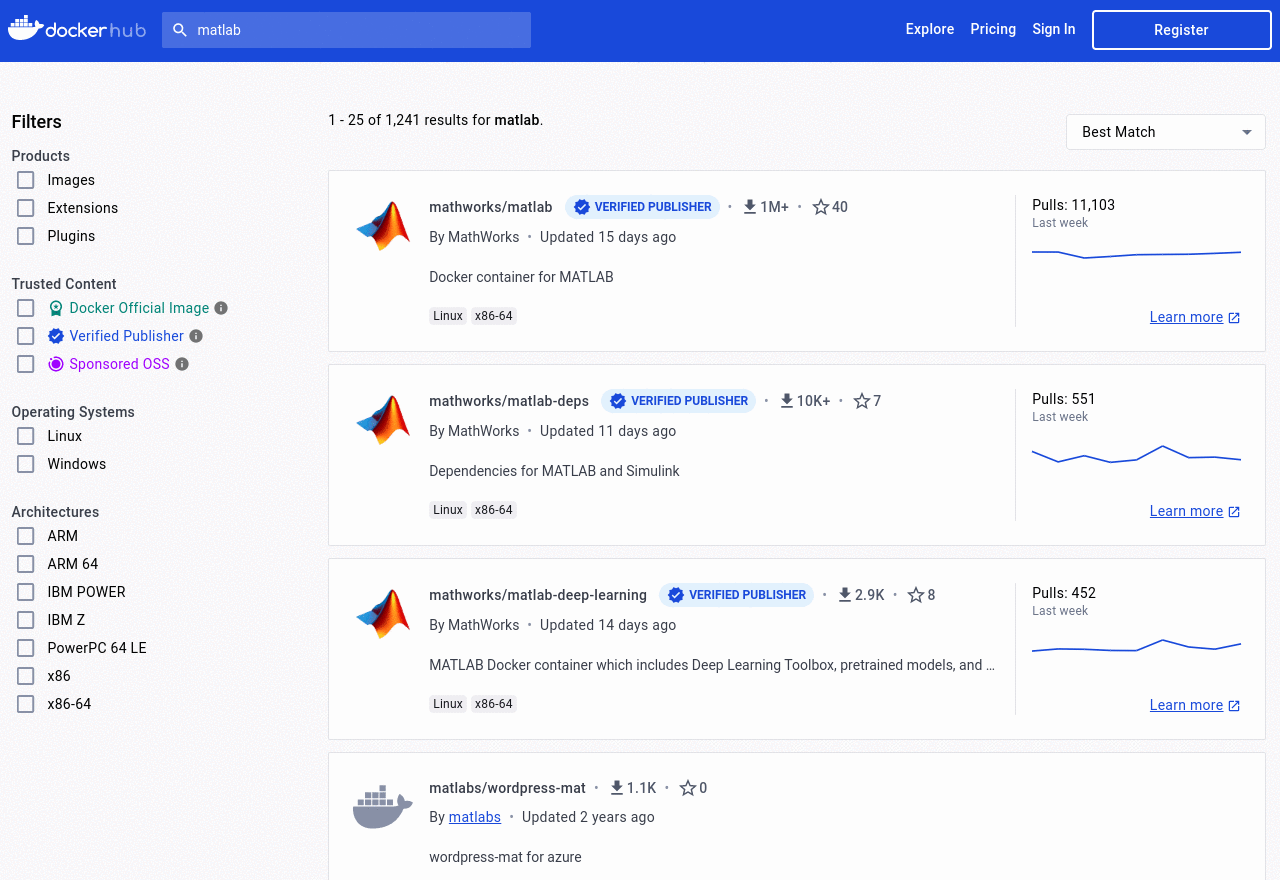 docker hub
matlab
Explore
Pricing
Sign In
Register
Filters
Products
Images
Extensions
Plugins
Trusted Content
Docker Official Image
Verified Publisher
Sponsored OSS
Operating Systems
Linux
Windows
Architectures
ARM
ARM 64
IBM POWER
IBM Z
PowerPC 64 LE
x86
x86-64
1 - 25 of 1,241 results for matlab.
Best Match
mathworks/matlab VERIFIED PUBLISHER • 1M+ • 40
By MathWorks • Updated 15 days ago
Docker container for MATLAB
Linux x86-64
Pulls: 11,103
Last week
Learn more
mathworks/matlab-deps VERIFIED PUBLISHER • 10K+ • 7
By MathWorks • Updated 11 days ago
Dependencies for MATLAB and Simulink
Linux x86-64
Pulls: 551
Last week
Learn more
mathworks/matlab-deep-learning VERIFIED PUBLISHER • 2.9K • 8
By MathWorks • Updated 14 days ago
MATLAB Docker container which includes Deep Learning Toolbox, pretrained models, and …
Linux x86-64
Pulls: 452
Last week
Learn more
matlabs/wordpress-mat • 1.1K • 0
By matlabs • Updated 2 years ago
wordpress-mat for azure